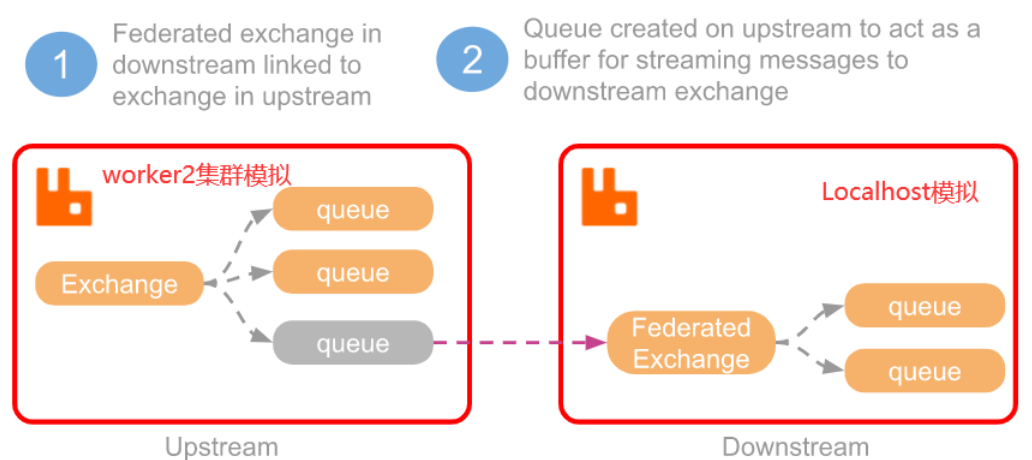 1
Federated exchange in
downstream linked to
exchange in upstream
2
Queue created on upstream to act as a
buffer for streaming messages to
downstream exchange
worker2集群模拟
queue
queue
Exchange
queue
Upstream
Localhost模拟
Federated
Exchange
queue
queue
Downstream